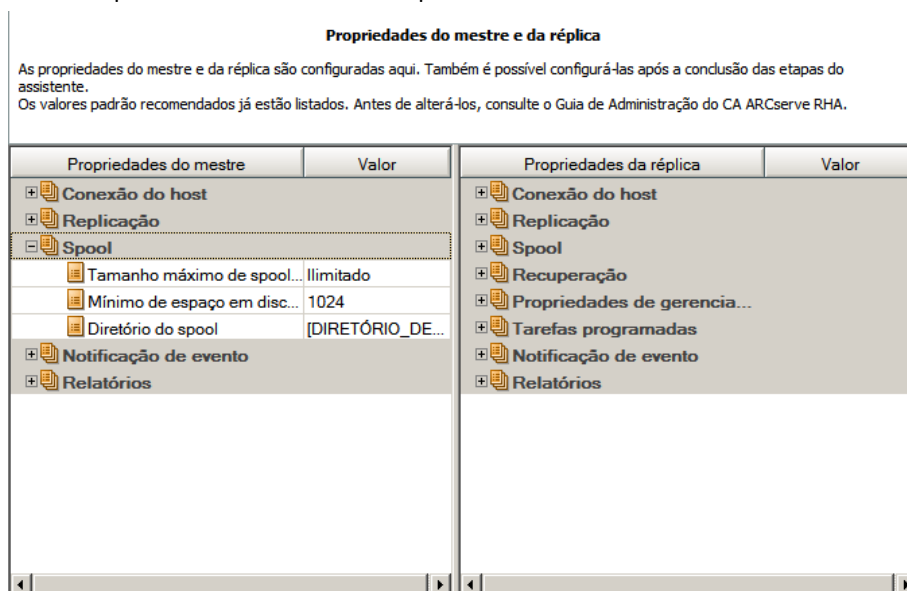 Propriedades do mestre e da réplica
As propriedades do mestre e da réplica são configuradas aqui. Também é possível configurá-las após a conclusão das etapas do
assistente.
Os valores padrão recomendados já estão listados. Antes de alterá-los, consulte o Guia de Administração do CA ARCserve RHA.
Propriedades do mestre Valor
Conexão do host
Replicação
Spool
Tamanho máximo de spool... Ilimitado
Mínimo de espaço em disc... 1024
Diretório do spool [DIRETÓRIO_DE...
Notificação de evento
Relatórios
Propriedades da réplica Valor
Conexão do host
Replicação
Spool
Recuperação
Propriedades de gerencia...
Tarefas programadas
Notificação de evento
Relatórios